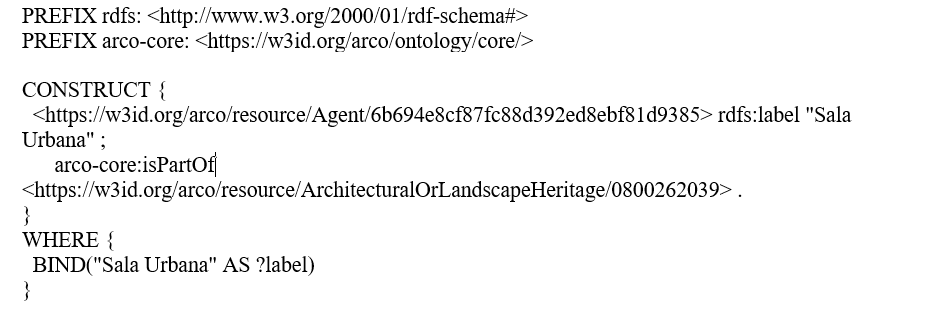 PREFIX rdfs: <http://www.w3.org/2000/01/rdf-schema#>
PREFIX arco-core: <https://w3id.org/arco/ontology/core/>
CONSTRUCT {
<https://w3id.org/arco/resource/Agent/6b694e8cf87fc88d392ed8ebf81d9385> rdfs:label "Sala
Urbana" ;
arco-core:isPartOf
<https://w3id.org/arco/resource/ArchitecturalOrLandscapeHeritage/0800262039> .
}
WHERE {
BIND("Sala Urbana" AS ?label)
}